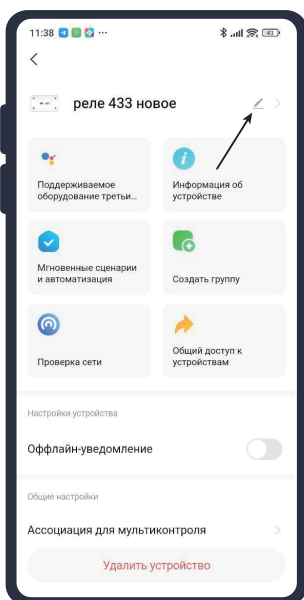 11:38 ...
43
реле 433 новое
Поддерживаемое
оборудование третьи...
Информация об
устройстве
Мгновенные сценарии
и автоматизация
Создать группу
Проверка сети
Общий доступ к
устройствам
Настройки устройства
Оффлайн-уведомление
Общие настройки
Ассоциация для мультиконтроля
Удалить устройство